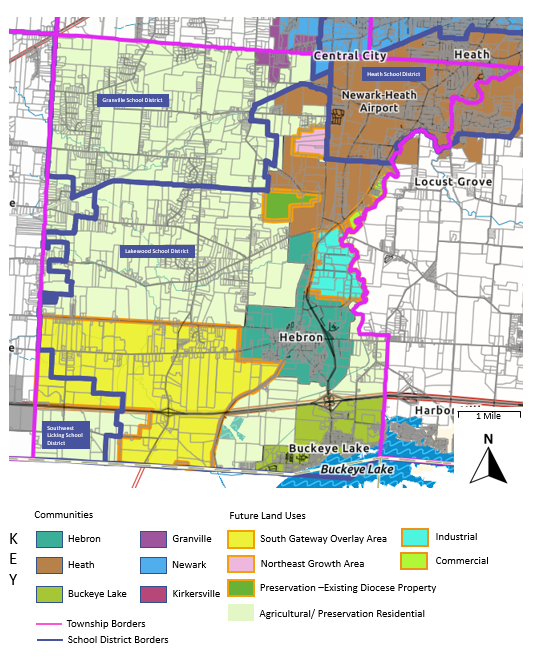 Central City
Heath
Heath School District
Granville School District
Newark-Heath
Airport
Locust Grove
e
Lakewood School District
Hebron
e
Harbo
1 Mile
Southwest
Licking School
District
N
Buckeye Lake
Buckeye Lake
KEY
Communities
Future Land Uses
Hebron
Granville
South Gateway Overlay Area
Industrial
Heath
Newark
Northeast Growth Area
Commercial
Buckeye Lake
Kirkersville
Preservation –Existing Diocese Property
Agricultural/ Preservation Residential
Township Borders
School District Borders